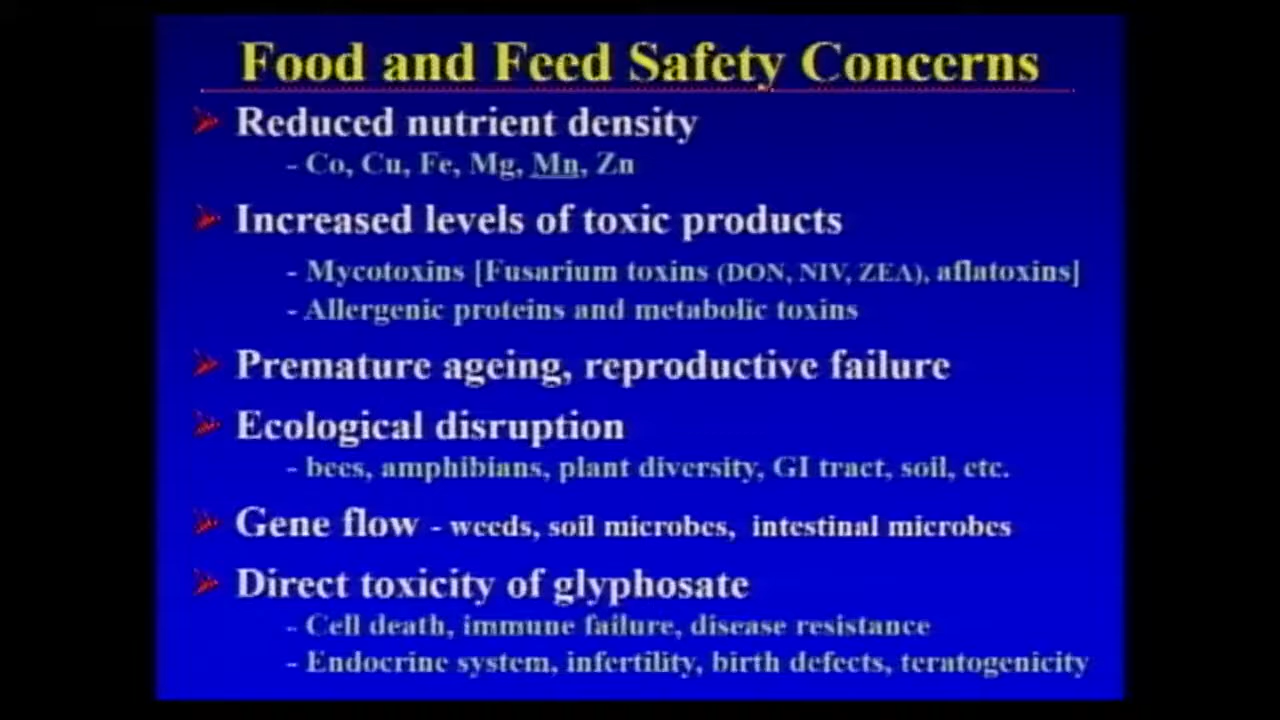 Food and Feed Safety Concerns
Reduced nutrient density
- Co, Cu, Fe, Mg, Mn, Zn
Increased levels of toxic products
- Mycotoxins [Fusarium toxins (DON, NIV, ZEA), aflatoxins]
- Allergenic proteins and metabolic toxins
Premature ageing, reproductive failure
Ecological disruption
- bees, amphibians, plant diversity, GI tract, soil, etc.
Gene flow - weeds, soil microbes, intestinal microbes
Direct toxicity of glyphosate
- Cell death, immune failure, disease resistance
- Endocrine system, infertility, birth defects, teratogenicity